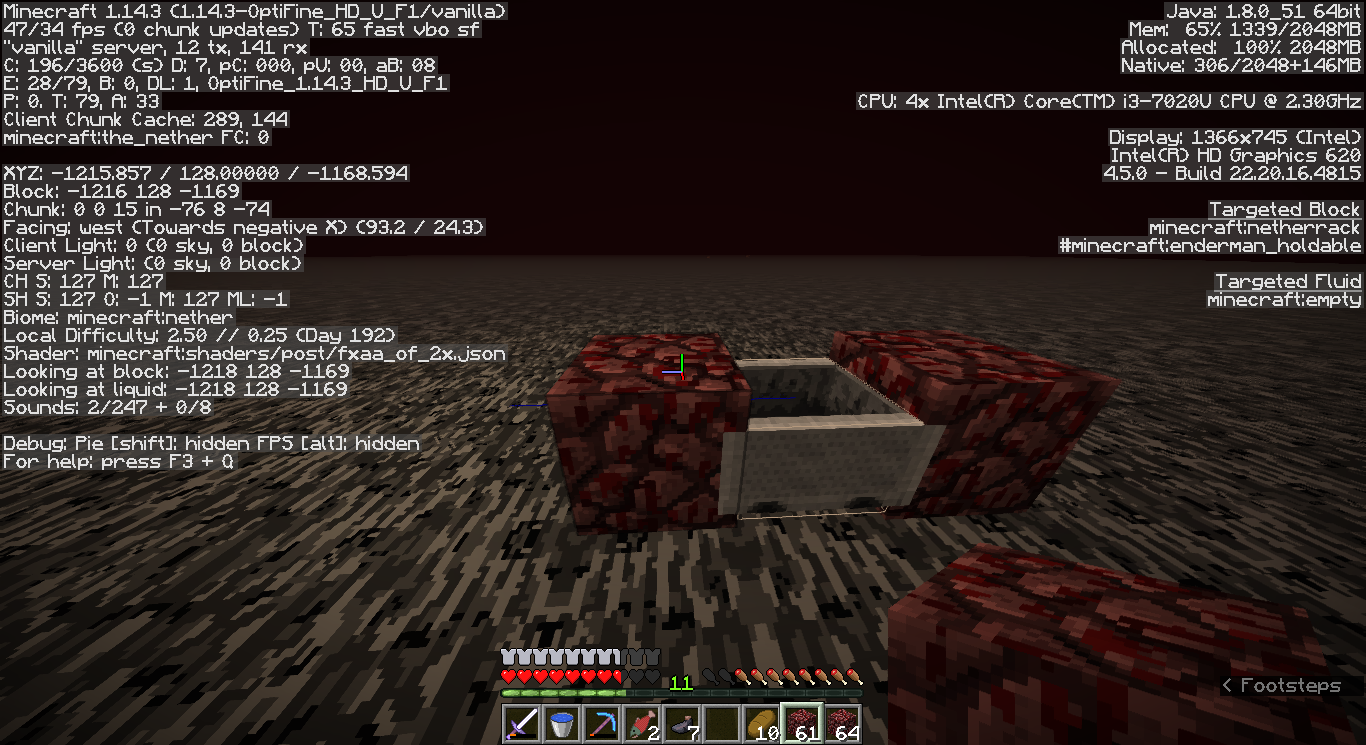 Minecraft 1.14.3 (1.14.3-OptiFine_HD_U_F1/vanilla)
47/34 fps (0 chunk updates) T: 65 fast vbo sf
"vanilla" server, 12 tx, 141 rx
C: 196/3600 (s) D: 7, pC: 000, pU: 00, aB: 08
E: 28/79, B: 0, DL: 1, OptiFine_1.14.3_HD_U_F1
P: 0. T: 79, A: 33
Client Chunk Cache: 289, 144
minecraft:the_nether FC: 0
XYZ: -1215.857 / 128.00000 / -1168.594
Block: -1216 128 -1169
Chunk: 0 0 15 in -76 8 -74
Facing: west (Towards negative X) (93.2 / 24.3)
Client Light: 0 (0 sky, 0 block)
Server Light: (0 sky, 0 block)
CH S: 127 M: 127
SH S: 127 O: -1 M: 127 ML: -1
Biome: minecraft:nether
Local Difficulty: 2.50 // 0.25 (Day 192)
Shader: minecraft:shaders/post/fxaa_of_2x.json
Looking at block: -1218 128 -1169
Looking at liquid: -1218 128 -1169
Sounds: 2/247 + 0/8
Debug: Pie [shift]: hidden FPS [alt]: hidden
For help: press F3 + Q
Java: 1.8.0_51 64bit
Mem: 65% 1339/2048MB
Allocated: 100% 2048MB
Native: 306/2048+146MB
CPU: 4x Intel(R) Core(TM) i3-7020U CPU @ 2.30GHz
Display: 1366x745 (Intel)
Intel(R) HD Graphics 620
4.5.0 - Build 22.20.16.4815
Targeted Block
minecraft:netherrack
#minecraft:enderman_holdable
Targeted Fluid
minecraft:empty
< Footsteps
11
2 7 10 61 64